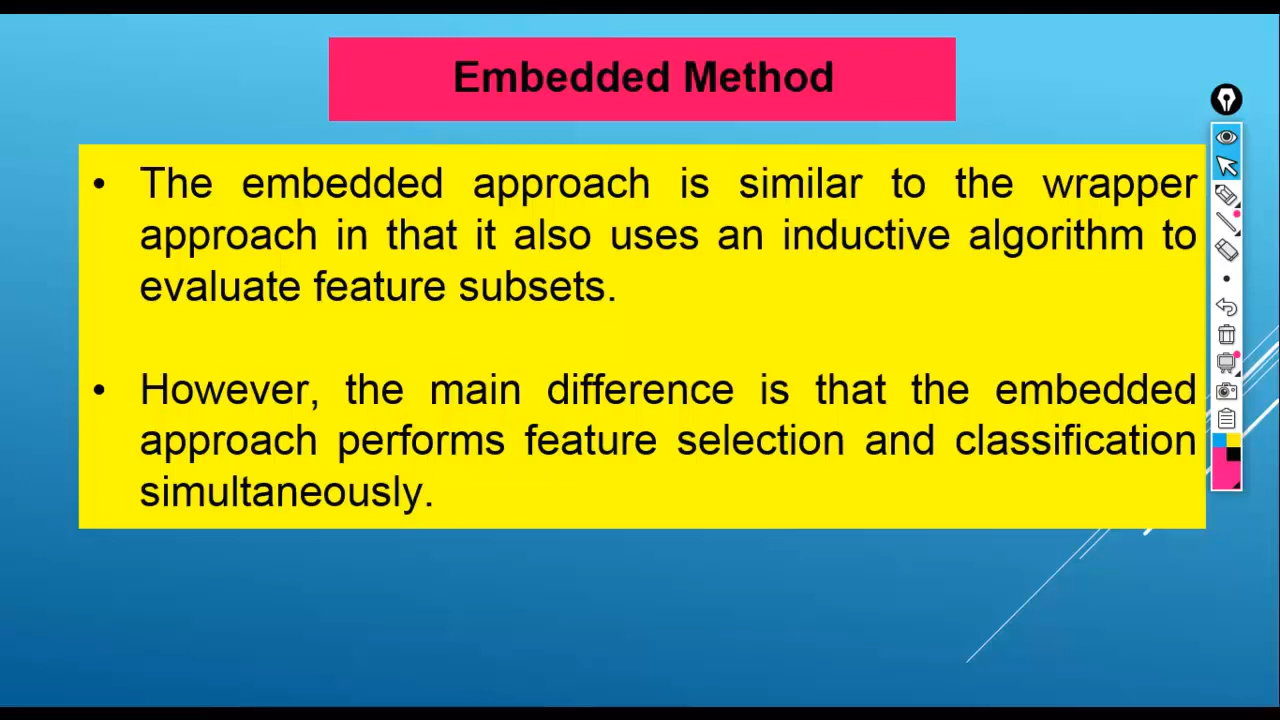 Embedded Method
• The embedded approach is similar to the wrapper
approach in that it also uses an inductive algorithm to
evaluate feature subsets.
• However, the main difference is that the embedded
approach performs feature selection and classification
simultaneously.